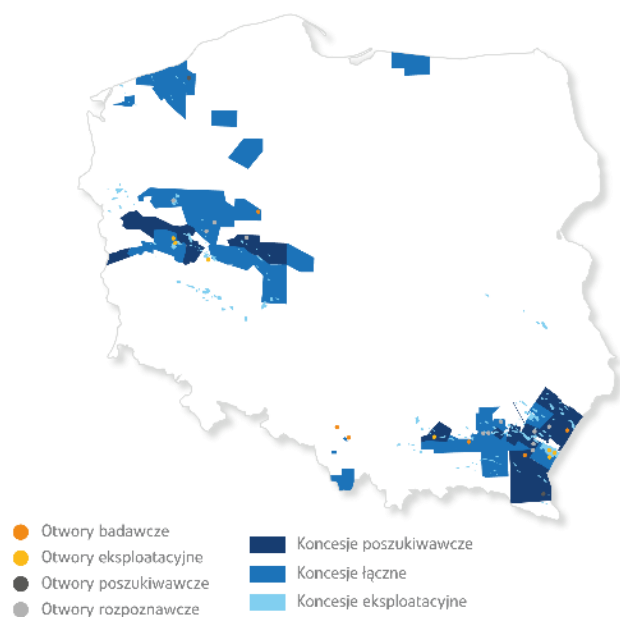 Otwory badawcze
Otwory eksploatacyjne
Otwory poszukiwawcze
Otwory rozpoznawcze
Koncesje poszukiwawcze
Koncesje łączne
Koncesje eksploatacyjne